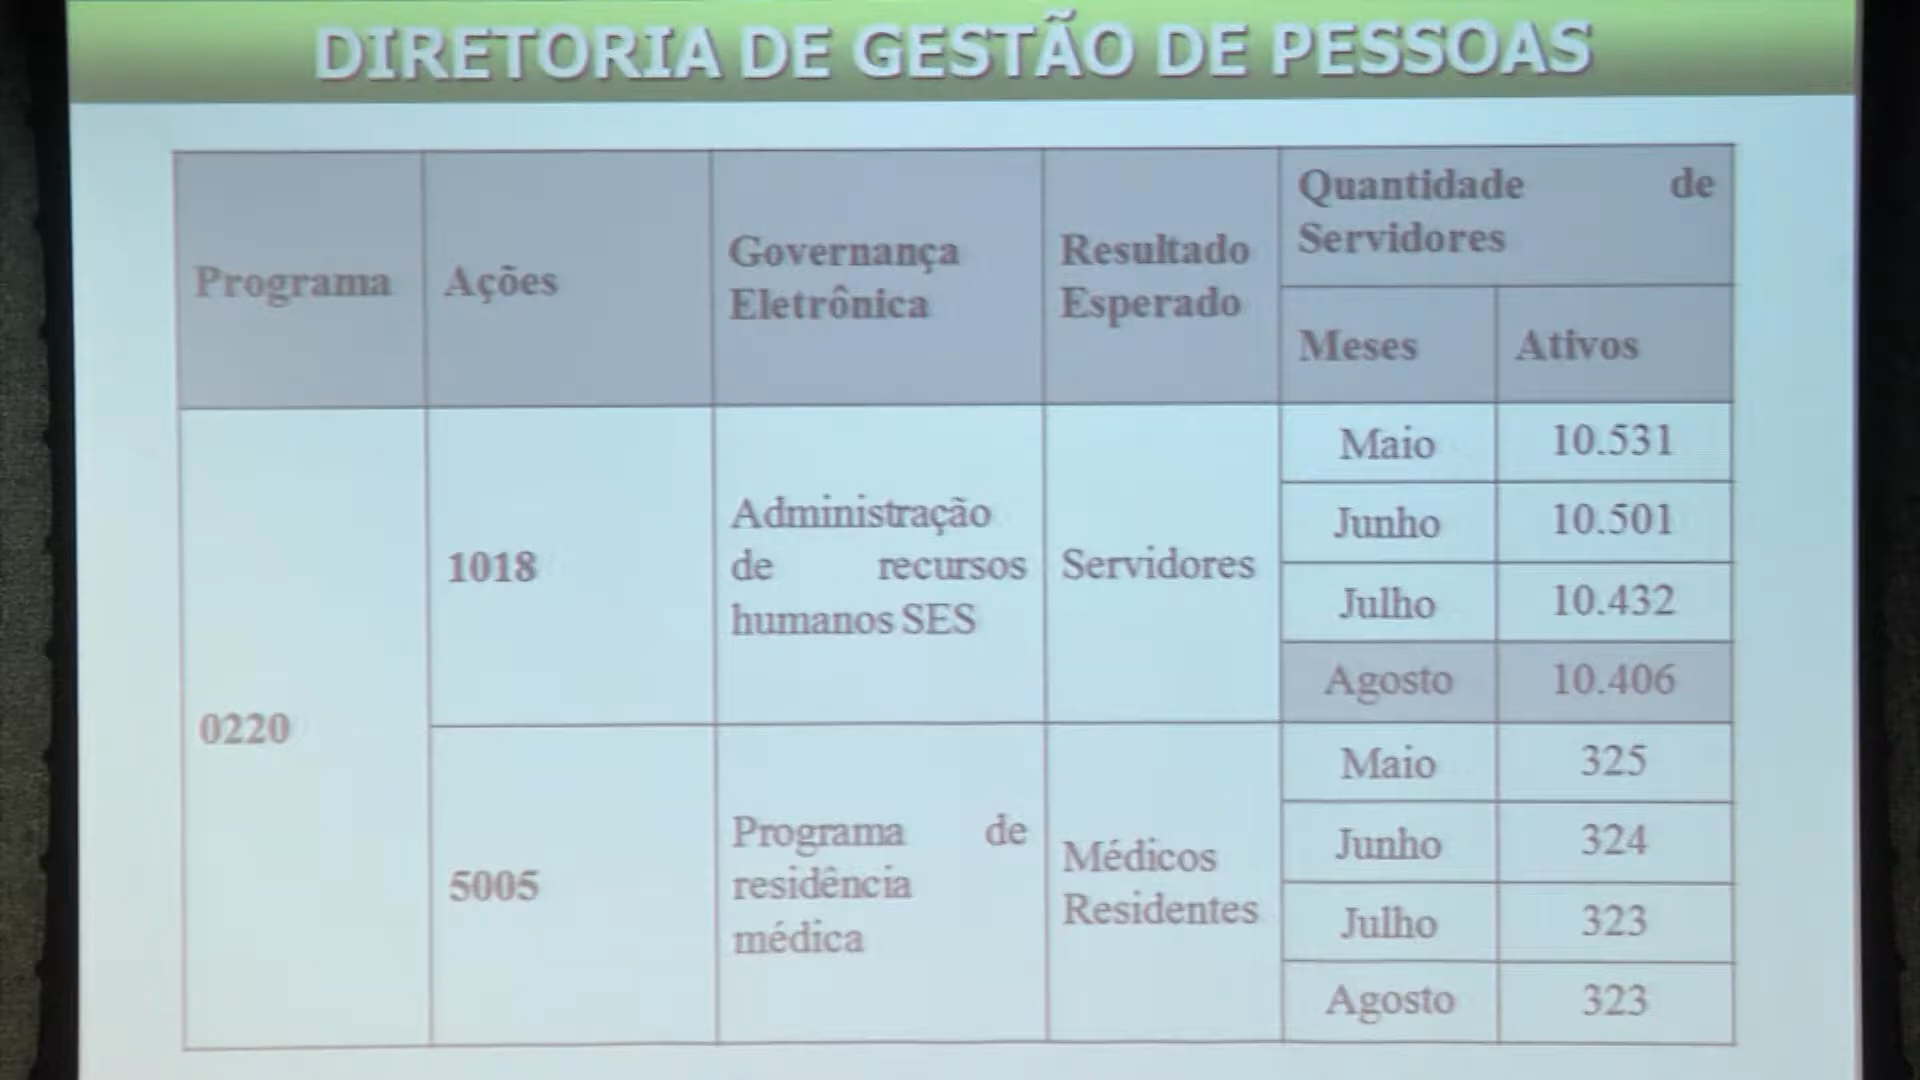 DIRETORIA DE GESTÃO DE PESSOAS
Programa
Ações
Governança
Eletrônica
Resultado
Esperado
Quantidade de
Servidores
Meses
Ativos
0220
1018
Administração
de recursos
humanos SES
Servidores
Maio 10.531
Junho 10.501
Julho 10.432
Agosto 10.406
5005
Programa de
residência
médica
Médicos
Residentes
Maio 325
Junho 324
Julho 323
Agosto 323